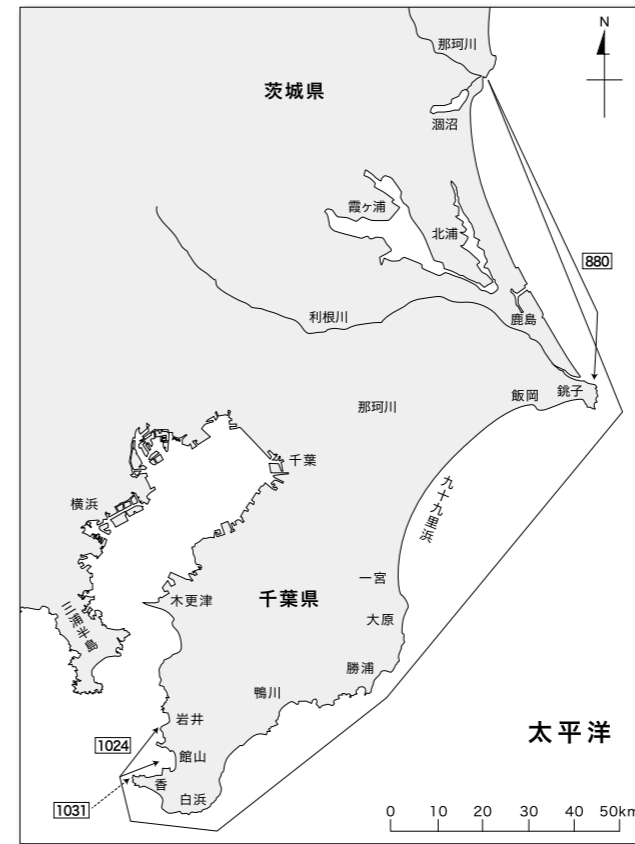 那珂川
N
茨城県
涸沼
霞ヶ浦
北浦
880
利根川
鹿島
飯岡
銚子
那珂川
千葉
横浜
九十九里浜
一宮
木更津
千葉県
大原
三浦半島
勝浦
鴨川
岩井
太平洋
1024
館山
香
1031
白浜
0 10 20 30 40 50km